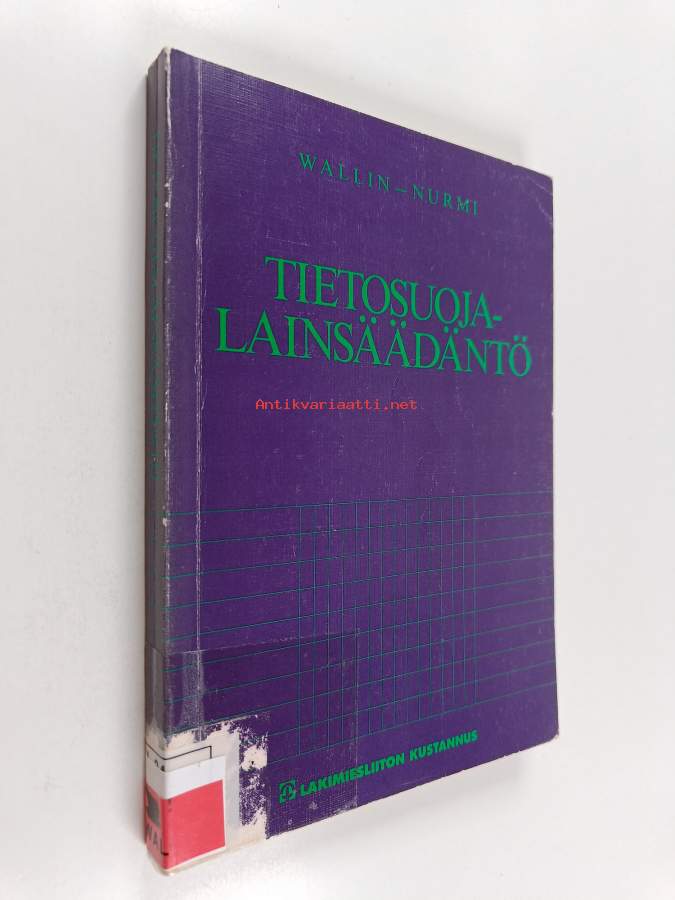 WALLIN – NURMI
TIETOSUOJA-
LAINSÄÄDÄNTÖ
Antikvariaatti.net
LAKIMIESLIITON KUSTANNUS